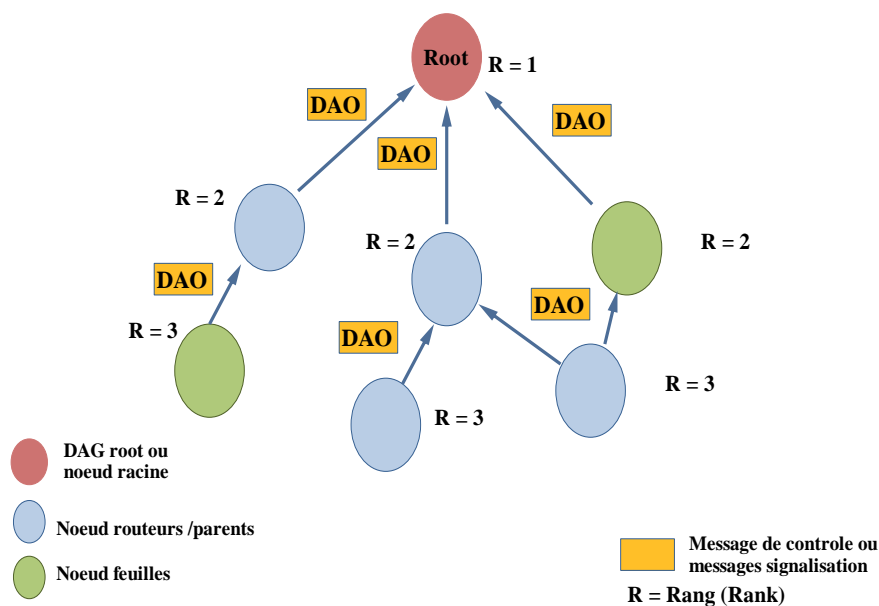 Root
R = 1
DAO
DAO
DAO
R = 2
R = 2
R = 2
DAO
DAO
DAO
R = 3
R = 3
R = 3
DAG root ou
noeud racine
Noeud routeurs /parents
Noeud feuilles
Message de controle ou
messages signalisation
R = Rang (Rank)